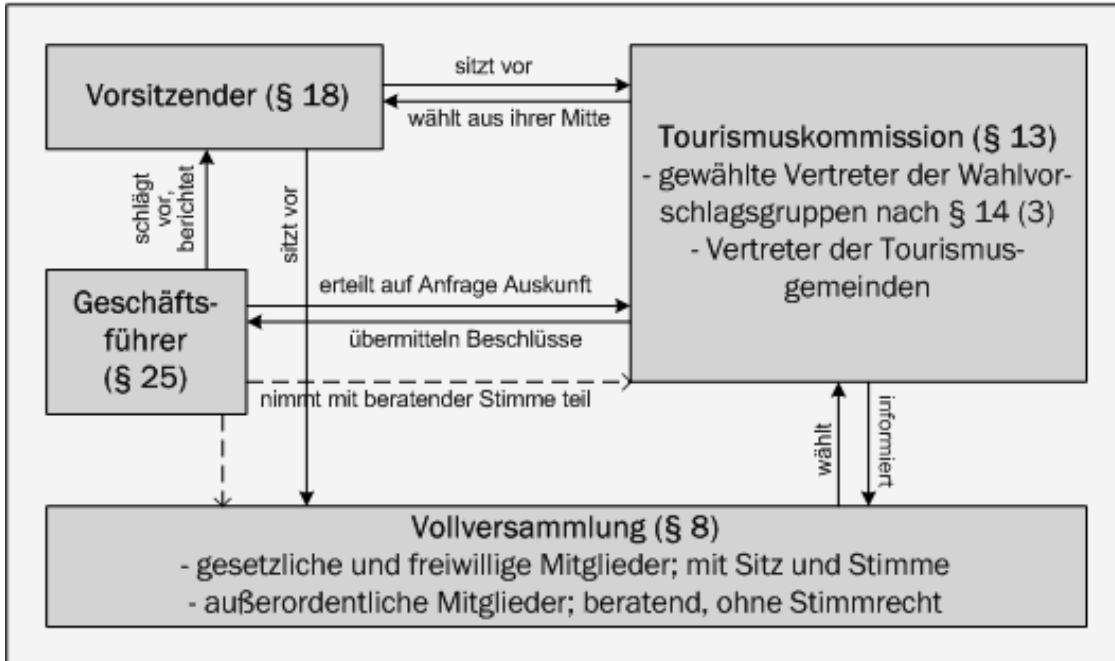 Vorsitzender (§ 18)
sitzt vor
wählt aus ihrer Mitte
Tourismuskommission (§ 13)
- gewählte Vertreter der Wahlvor-
schlagsgruppen nach § 14 (3)
- Vertreter der Tourismus-
gemeinden
schlägt
vor,
berichtet
sitzt vor
Geschäfts-
führer
(§ 25)
erteilt auf Anfrage Auskunft
übermitteln Beschlüsse
nimmt mit beratender Stimme teil
wählt
informiert
Vollversammlung (§ 8)
- gesetzliche und freiwillige Mitglieder; mit Sitz und Stimme
- außerordentliche Mitglieder; beratend, ohne Stimmrecht